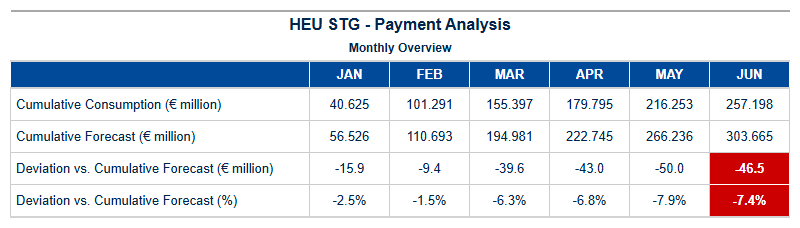 HEU STG - Payment Analysis
Monthly Overview
JAN FEB MAR APR MAY JUN
Cumulative Consumption (€ million) 40.625 101.291 155.397 179.795 216.253 257.198
Cumulative Forecast (€ million) 56.526 110.693 194.981 222.745 266.236 303.665
Deviation vs. Cumulative Forecast (€ million) -15.9 -9.4 -39.6 -43.0 -50.0 -46.5
Deviation vs. Cumulative Forecast (%) -2.5% -1.5% -6.3% -6.8% -7.9% -7.4%